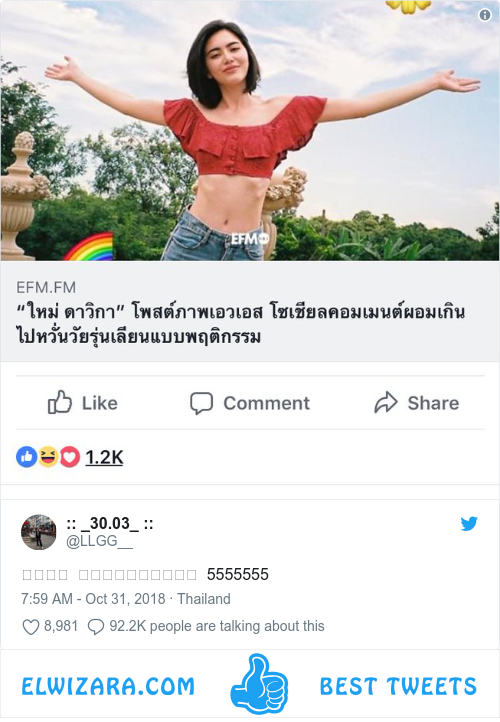 EFM
EFM.FM
“ใหม่ ดาวิกา” โพสต์ภาพเอวเอส โซเชียลคอมเมนต์ผอมเกิน
ไปหวั่นวัยรุ่นเลียนแบบพฤติกรรม
Like
Comment
Share
1.2K
:: _30.03_ ::
@LLGG__
5555555
7:59 AM - Oct 31, 2018 · Thailand
8,981
92.2K people are talking about this
ELWIZARA.COM
BEST TWEETS